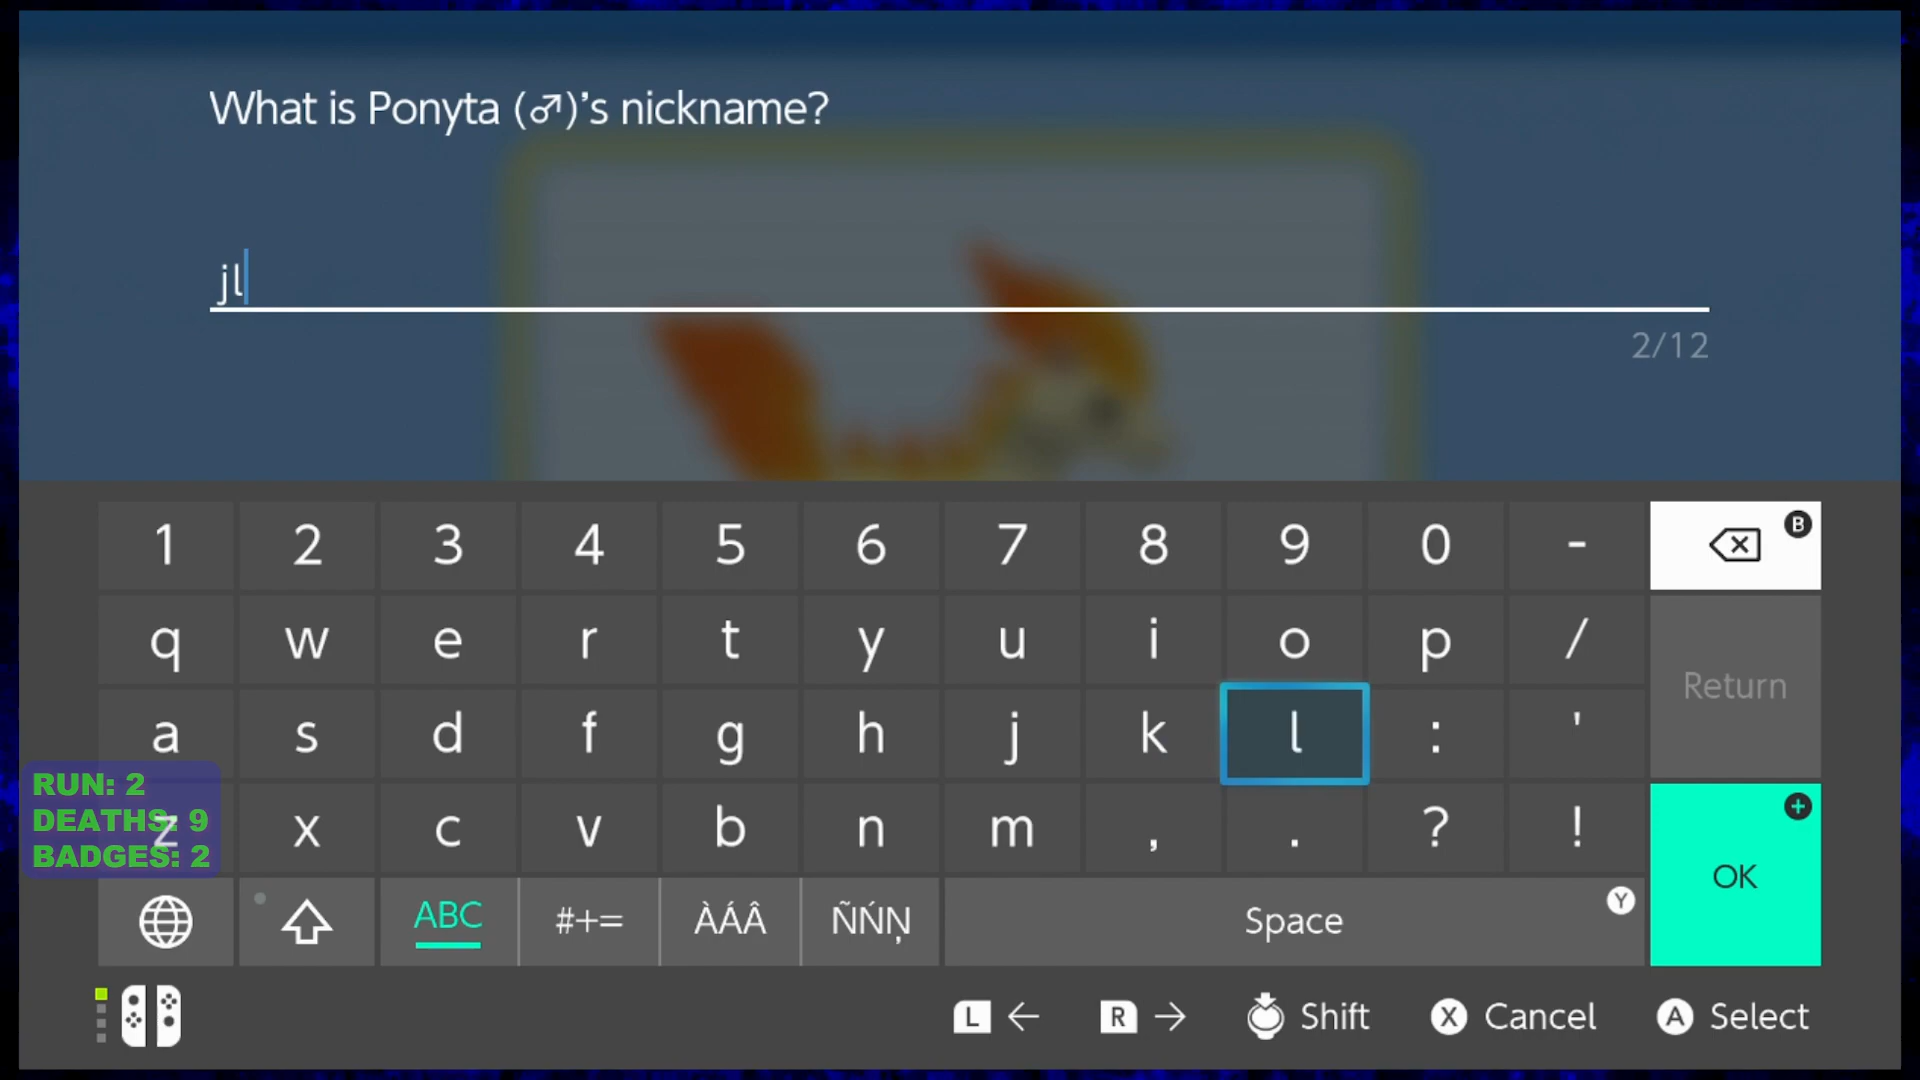 What is Ponyta (♂)'s nickname?
jl
2/12
1 2 3 4 5 6 7 8 9 0 - B
q w e r t y u i o p /
Return
a s d f g h j k l : '
RUN: 2
DEATHS: 9
BADGES: 2
z x c v b n m , . ? ! +
OK
ABC #+= ÀÁÂ ÑŃŅ Space Y
L ← R → Shift X Cancel A Select